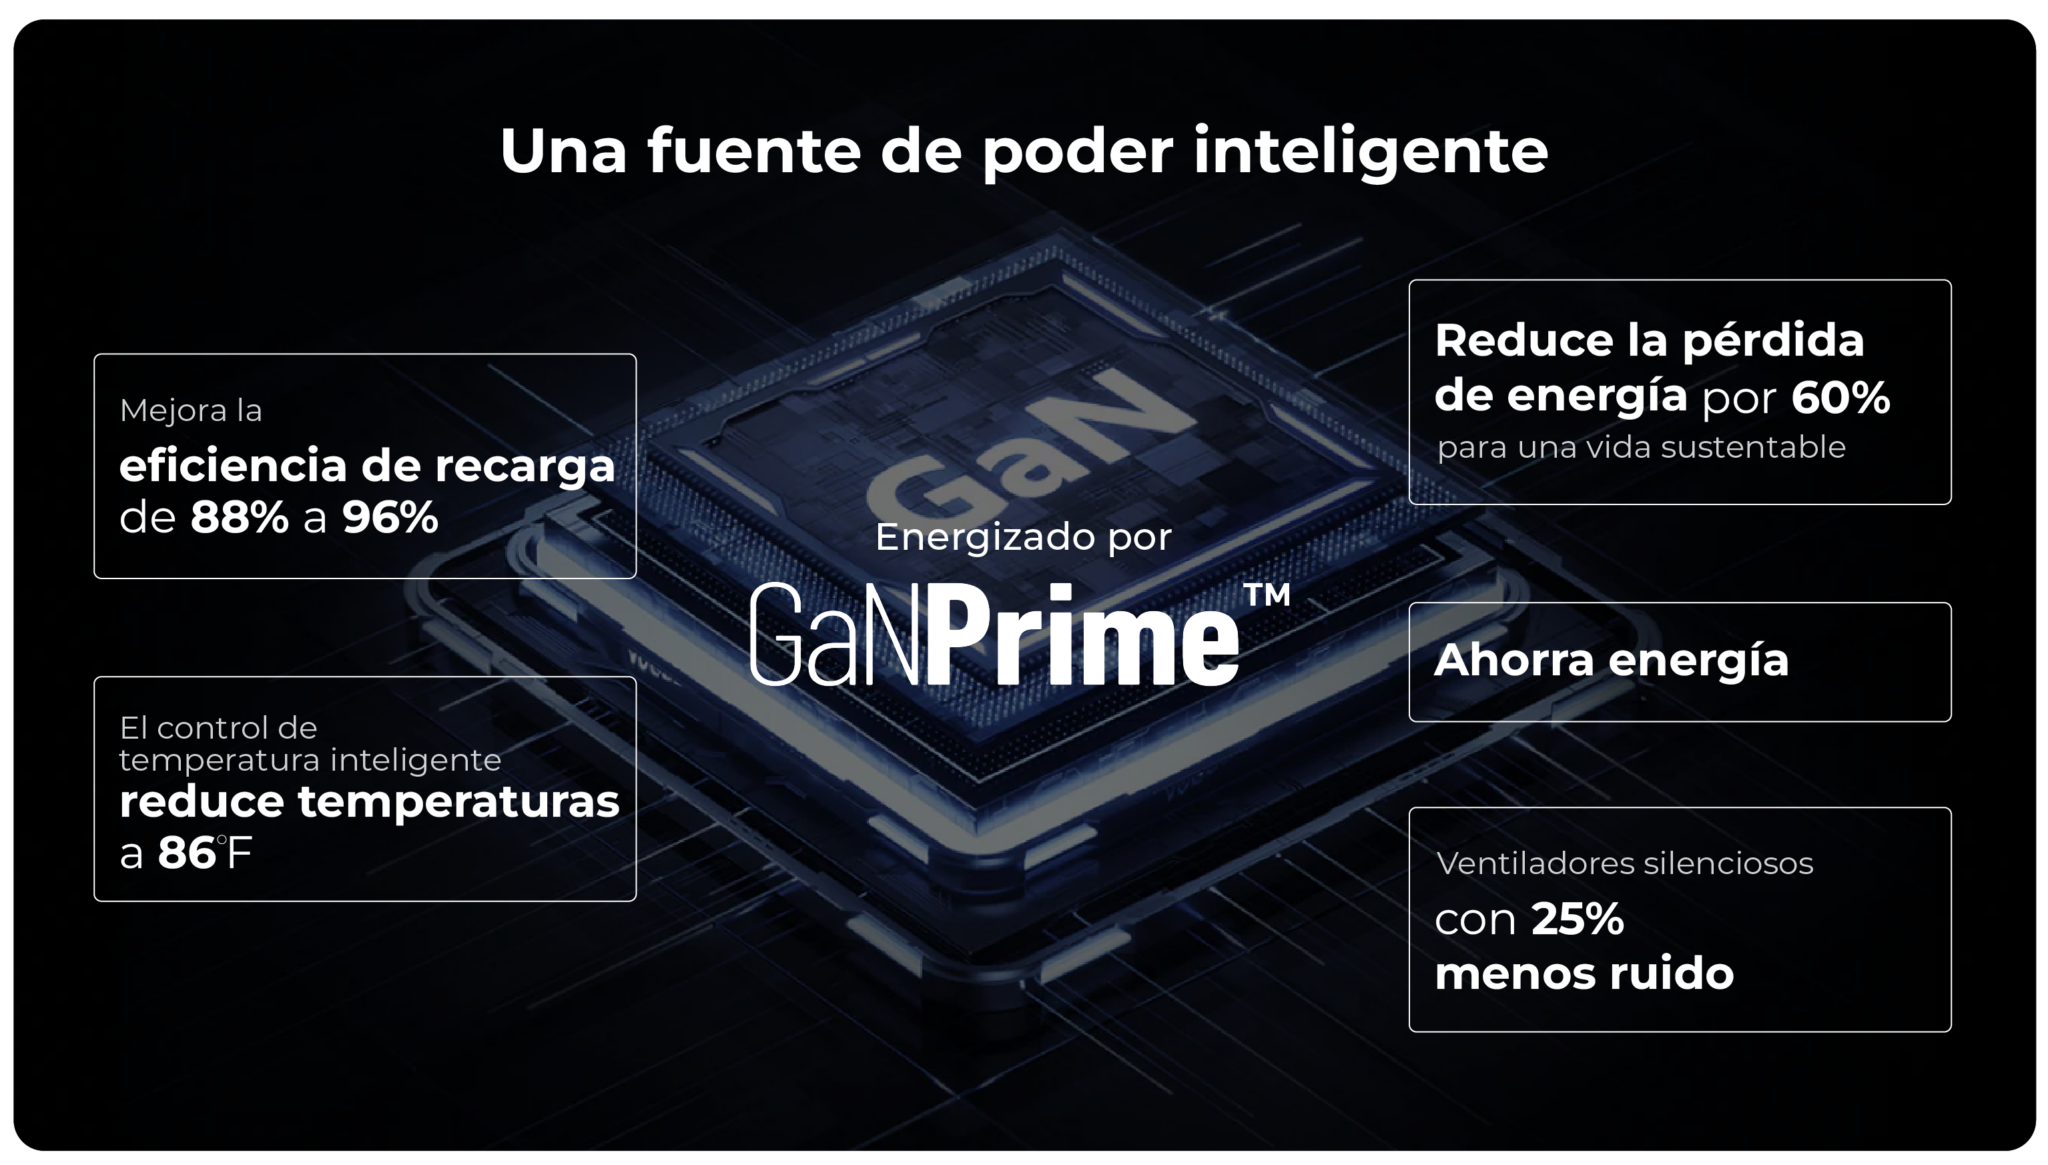 Una fuente de poder inteligente
Mejora la
eficiencia de recarga
de 88% a 96%
El control de
temperatura inteligente
reduce temperaturas
a 86°F
GaN
Energizado por
GaNPrime™
Reduce la pérdida
de energía por 60%
para una vida sustentable
Ahorra energía
Ventiladores silenciosos
con 25%
menos ruido